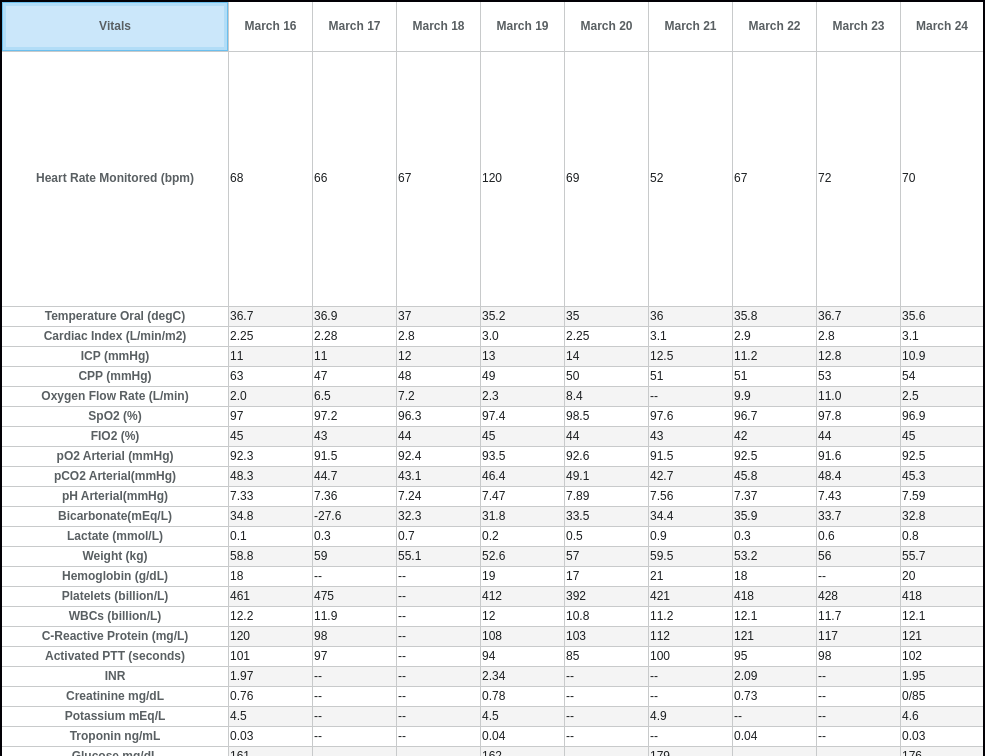 Vitals March 16 March 17 March 18 March 19 March 20 March 21 March 22 March 23 March 24
Heart Rate Monitored (bpm) 68 66 67 120 69 52 67 72 70
Temperature Oral (degC) 36.7 36.9 37 35.2 35 36 35.8 36.7 35.6
Cardiac Index (L/min/m2) 2.25 2.28 2.8 3.0 2.25 3.1 2.9 2.8 3.1
ICP (mmHg) 11 11 12 13 14 12.5 11.2 12.8 10.9
CPP (mmHg) 63 47 48 49 50 51 51 53 54
Oxygen Flow Rate (L/min) 2.0 6.5 7.2 2.3 8.4 -- 9.9 11.0 2.5
SpO2 (%) 97 97.2 96.3 97.4 98.5 97.6 96.7 97.8 96.9
FIO2 (%) 45 43 44 45 44 43 42 44 45
pO2 Arterial (mmHg) 92.3 91.5 92.4 93.5 92.6 91.5 92.5 91.6 92.5
pCO2 Arterial(mmHg) 48.3 44.7 43.1 46.4 49.1 42.7 45.8 48.4 45.3
pH Arterial(mmHg) 7.33 7.36 7.24 7.47 7.89 7.56 7.37 7.43 7.59
Bicarbonate(mEq/L) 34.8 -27.6 32.3 31.8 33.5 34.4 35.9 33.7 32.8
Lactate (mmol/L) 0.1 0.3 0.7 0.2 0.5 0.9 0.3 0.6 0.8
Weight (kg) 58.8 59 55.1 52.6 57 59.5 53.2 56 55.7
Hemoglobin (g/dL) 18 -- -- 19 17 21 18 -- 20
Platelets (billion/L) 461 475 -- 412 392 421 418 428 418
WBCs (billion/L) 12.2 11.9 -- 12 10.8 11.2 12.1 11.7 12.1
C-Reactive Protein (mg/L) 120 98 -- 108 103 112 121 117 121
Activated PTT (seconds) 101 97 -- 94 85 100 95 98 102
INR 1.97 -- -- 2.34 -- -- 2.09 -- 1.95
Creatinine mg/dL 0.76 -- -- 0.78 -- -- 0.73 -- 0/85
Potassium mEq/L 4.5 -- -- 4.5 -- 4.9 -- -- 4.6
Troponin ng/mL 0.03 -- -- 0.04 -- -- 0.04 -- 0.03
Glucose mg/dL 161 162 179 176